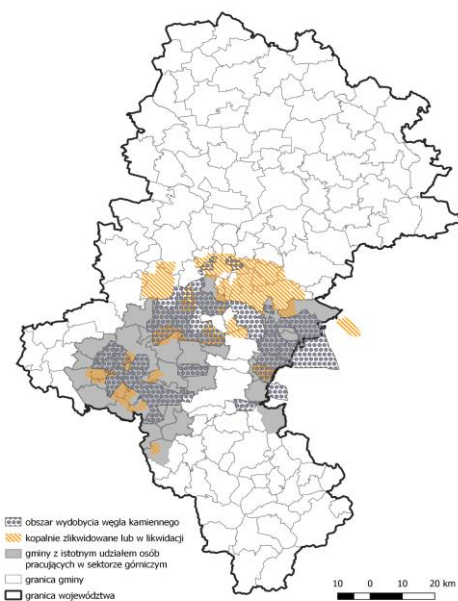 obszar wydobycia węgla kamiennego
kopalnie zlikwidowane lub w likwidacji
gminy z istotnym udziałem osób
pracujących w sektorze górniczym
granica gminy
granica województwa
10 0 10 20 km